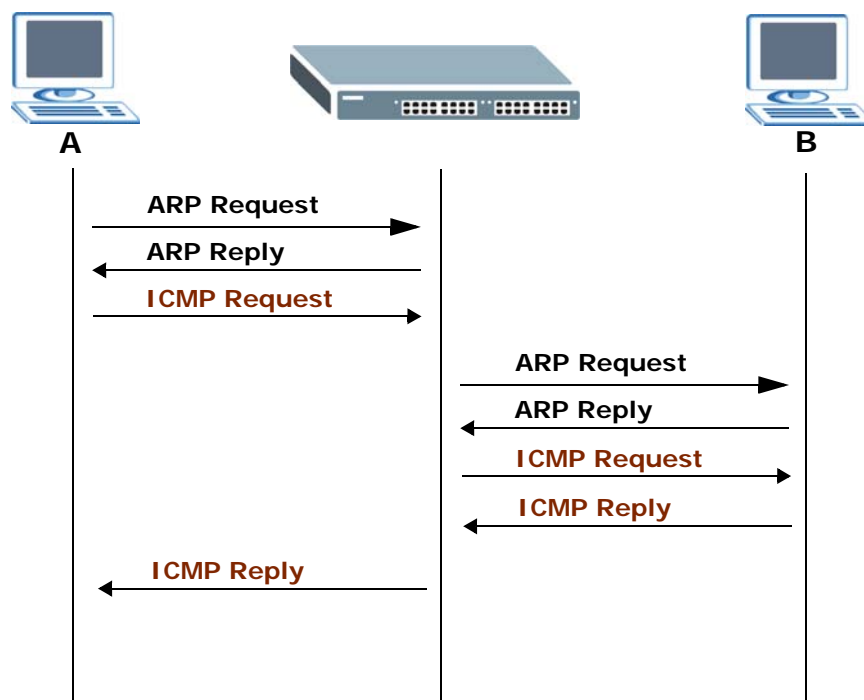 A
B
ARP Request
ARP Reply
ICMP Request
ARP Request
ARP Reply
ICMP Request
ICMP Reply
ICMP Reply